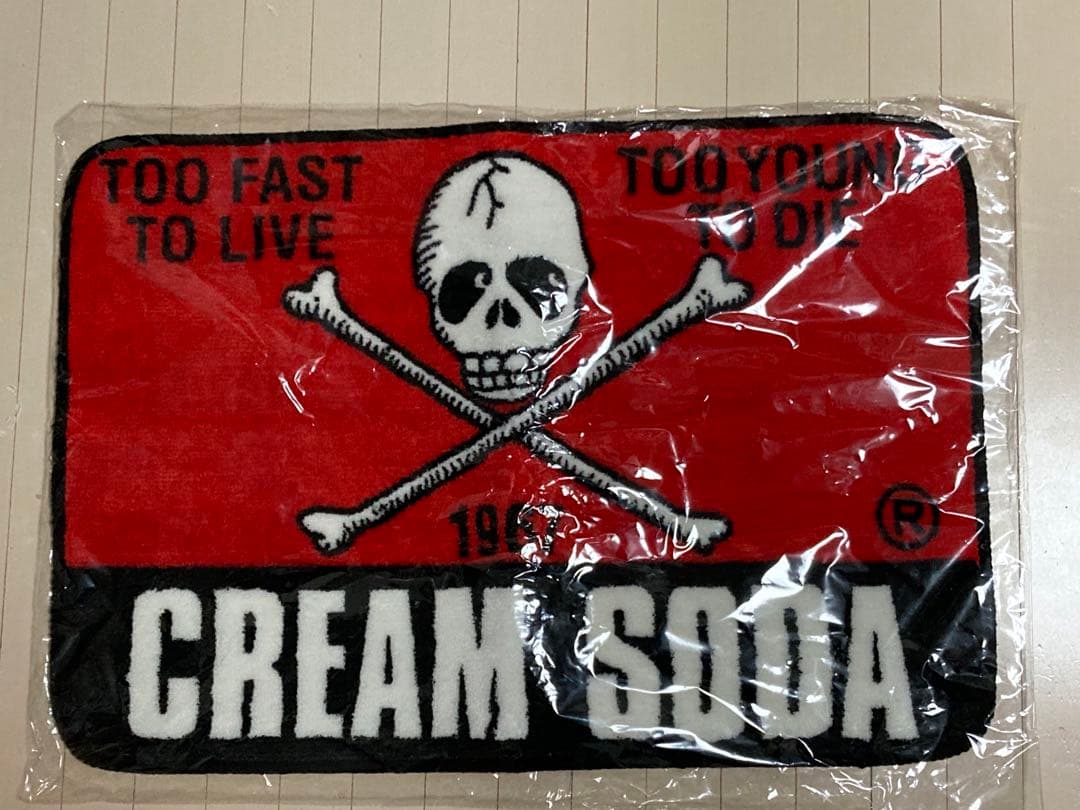 TOO FAST
TO LIVE
TOO YOUNG
TO DIE
®
CREAM SODA